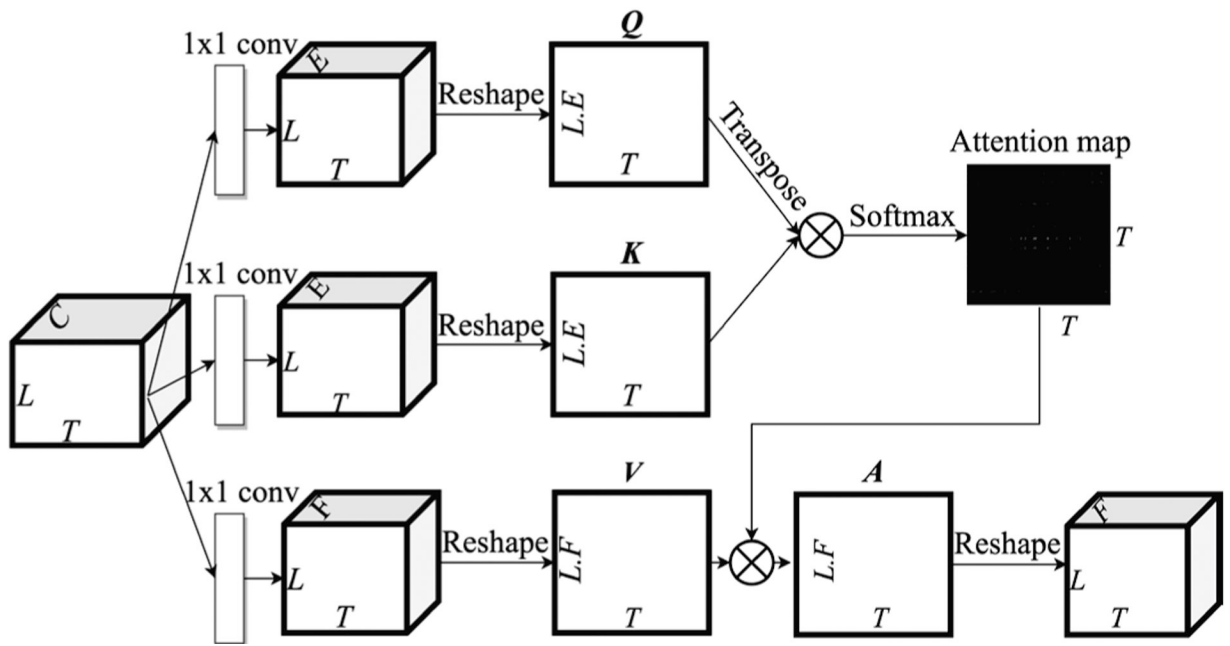 1x1 conv
E
L
T
Reshape
Q
L.E
T
Transpose
1x1 conv
E
L
T
Reshape
K
L.E
T
Softmax
Attention map
T
T
C
L
T
1x1 conv
F
L
T
Reshape
V
L.F
T
A
L.F
T
Reshape
F
L
T